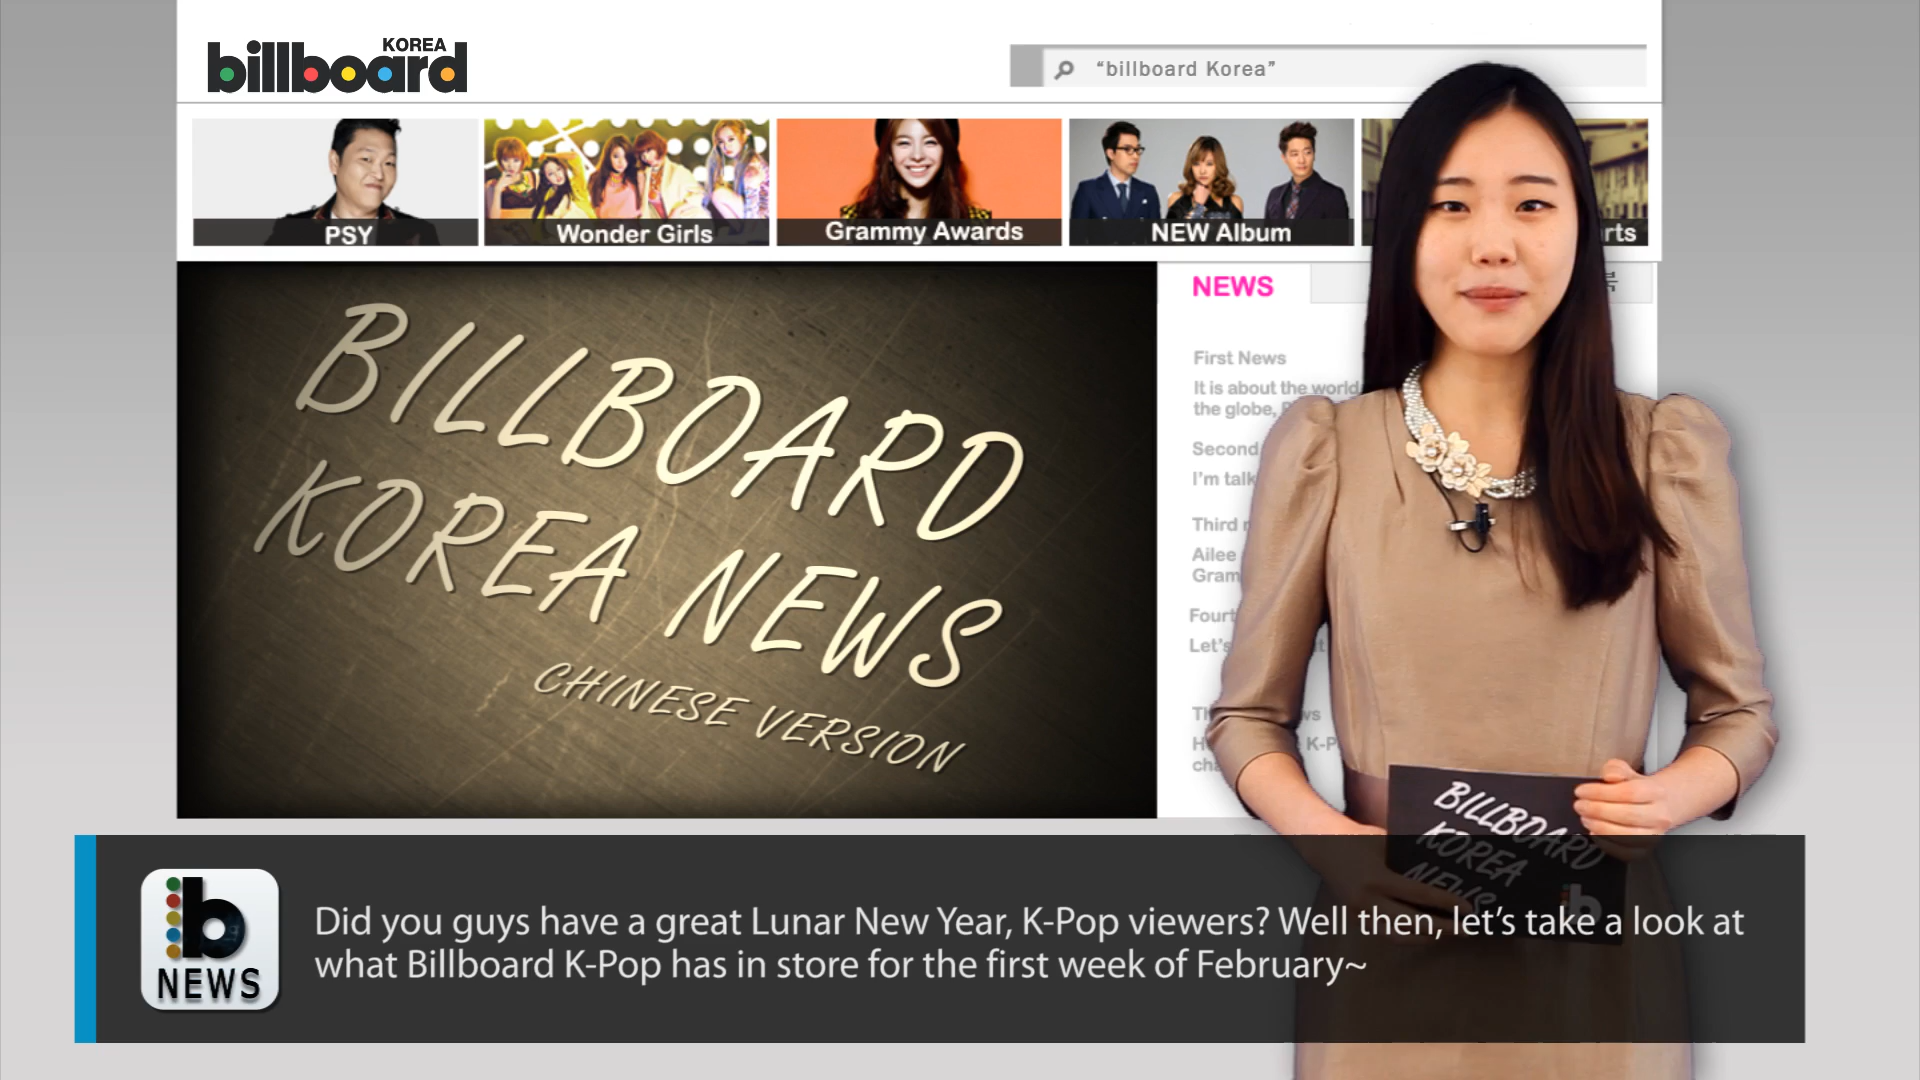 billboard KOREA
“billboard Korea”
PSY
Wonder Girls
Grammy Awards
NEW Album
rts
BILLBOARD
KOREA NEWS
CHINESE VERSION
NEWS
First News
It is about the world
the globe,
Second
I’m talk
Third
Ailee
Gram
Fourt
Let’s
K-P
cha
BILLBOARD
KOREA
NEWS
b
NEWS
Did you guys have a great Lunar New Year, K-Pop viewers? Well then, let’s take a look at
what Billboard K-Pop has in store for the first week of February~